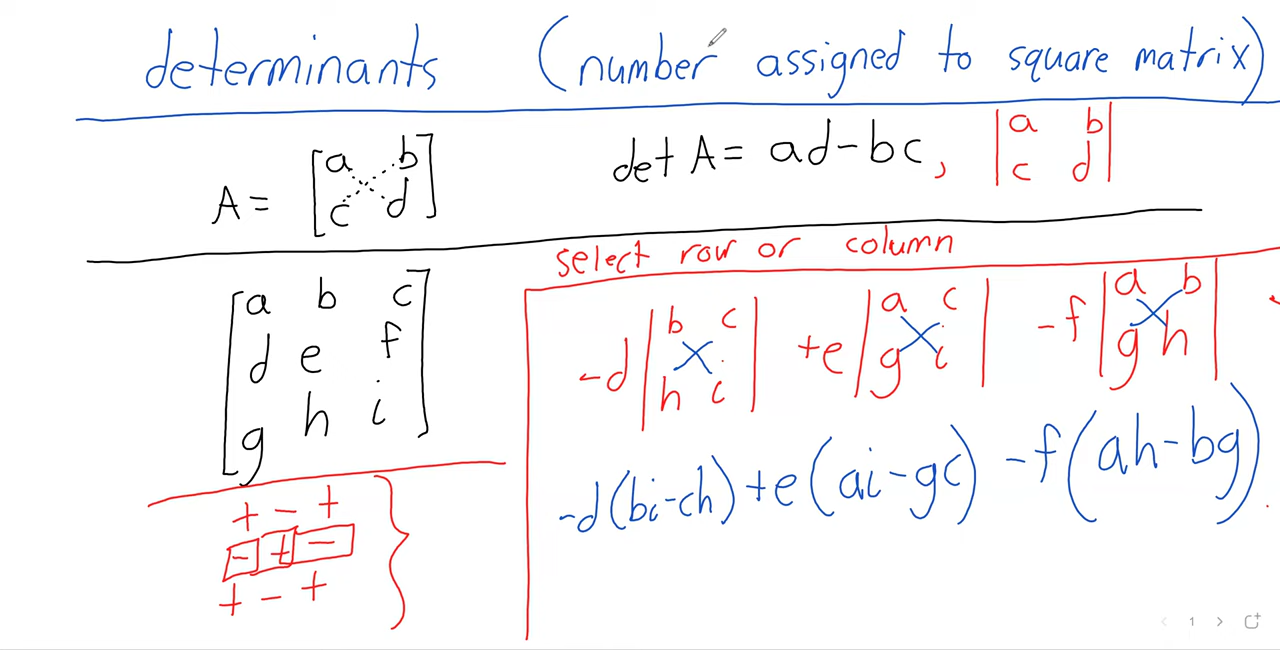 determinants (number assigned to square matrix)
A = [a b
c d]
det A = ad-bc, |a b
c d|
select row or column
[a b c
d e f
g h i]
-d |b c
h i| +e |a c
g i| -f |a b
g h|
-d(bi-ch)+e(ai-gc) -f(ah-bg)
+ - +
- + -
+ - +
1